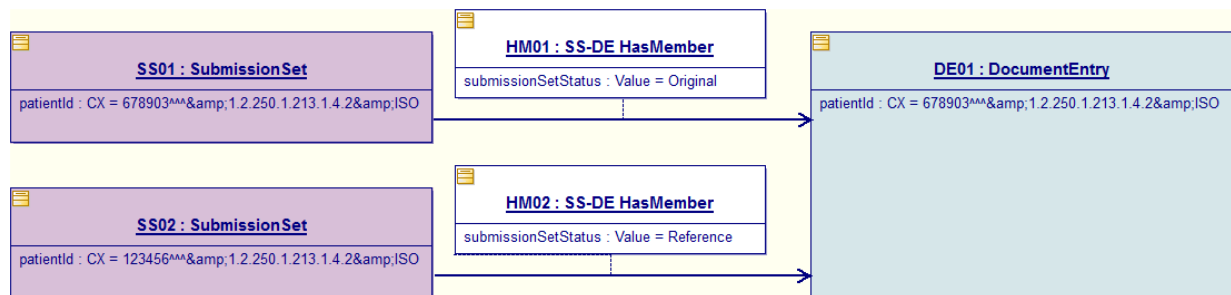 SS01 : SubmissionSet
patientId : CX = 678903^^^&amp;1.2.250.1.213.1.4.2&amp;ISO
HM01 : SS-DE HasMember
submissionSetStatus : Value = Original
DE01 : DocumentEntry
patientId : CX = 678903^^^&amp;1.2.250.1.213.1.4.2&amp;ISO
SS02 : SubmissionSet
patientId : CX = 123456^^^&amp;1.2.250.1.213.1.4.2&amp;ISO
HM02 : SS-DE HasMember
submissionSetStatus : Value = Reference